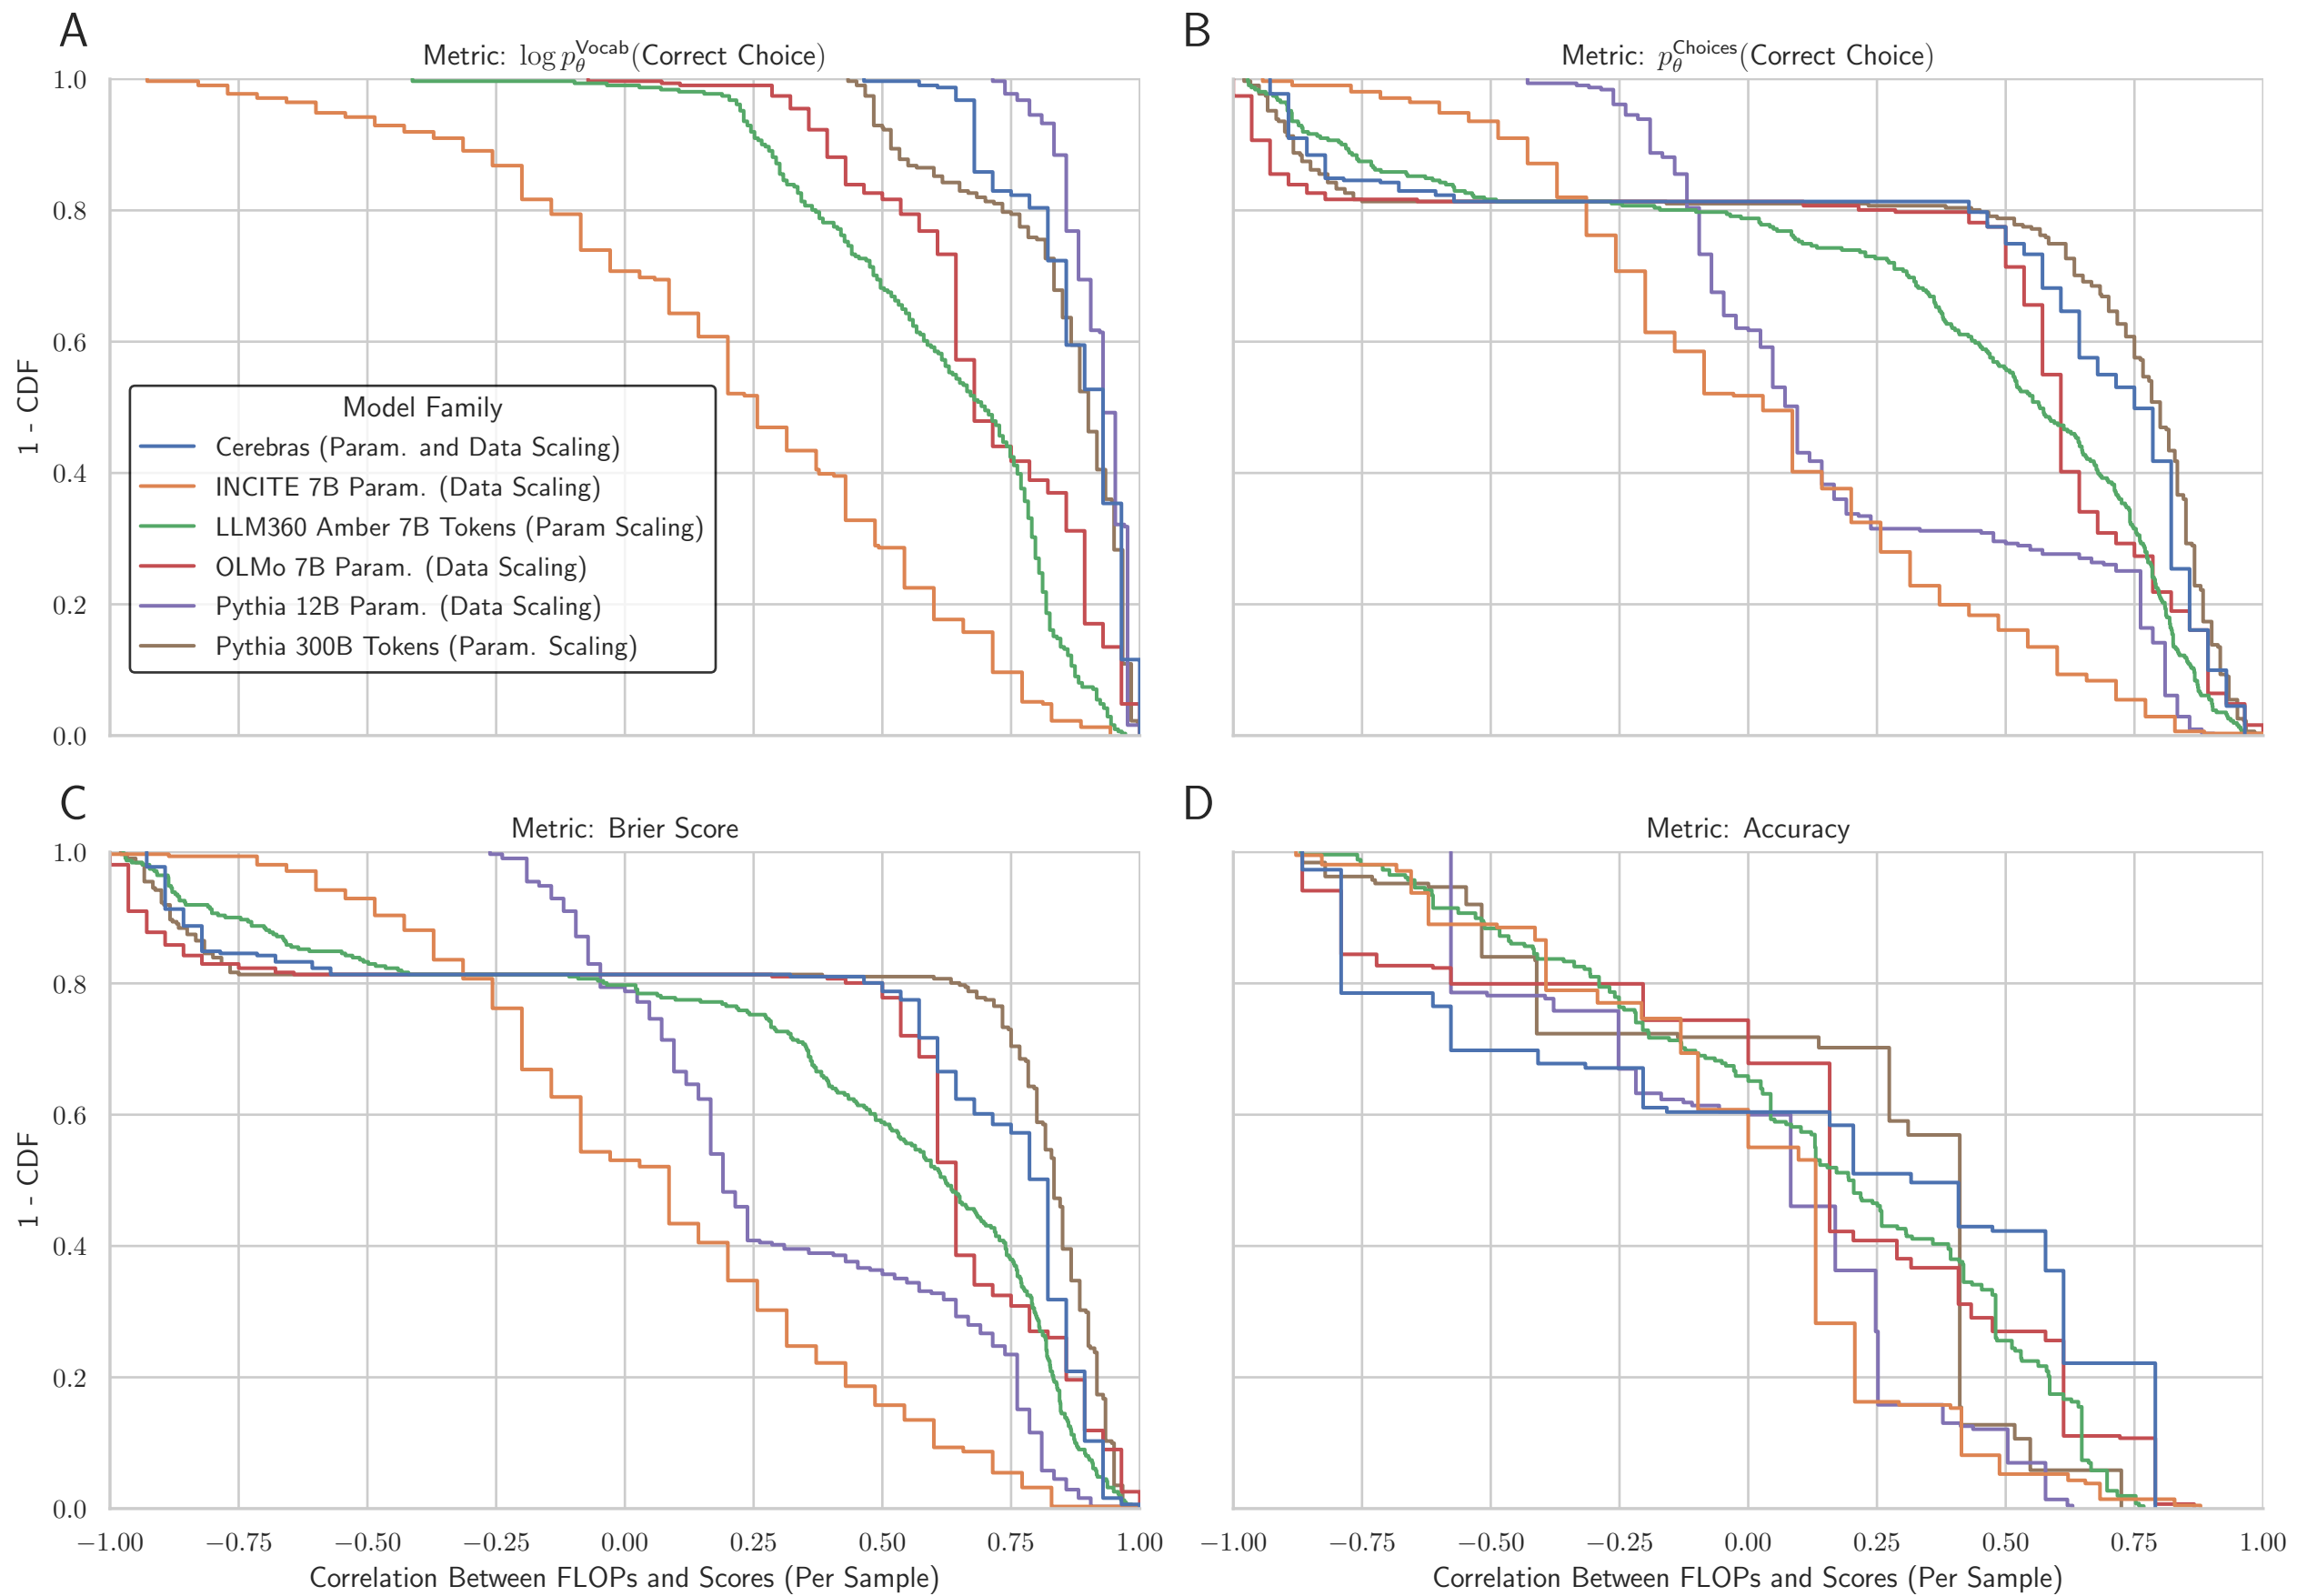 A
Metric: log p_θ^Vocab(Correct Choice)
B
Metric: p_θ^Choices(Correct Choice)
1 - CDF
1.0
0.8
0.6
0.4
0.2
0.0
Model Family
Cerebras (Param. and Data Scaling)
INCITE 7B Param. (Data Scaling)
LLM360 Amber 7B Tokens (Param Scaling)
OLMo 7B Param. (Data Scaling)
Pythia 12B Param. (Data Scaling)
Pythia 300B Tokens (Param. Scaling)
C
Metric: Brier Score
D
Metric: Accuracy
1 - CDF
1.0
0.8
0.6
0.4
0.2
0.0
−1.00 −0.75 −0.50 −0.25 0.00 0.25 0.50 0.75 1.00
Correlation Between FLOPs and Scores (Per Sample)
−1.00 −0.75 −0.50 −0.25 0.00 0.25 0.50 0.75 1.00
Correlation Between FLOPs and Scores (Per Sample)